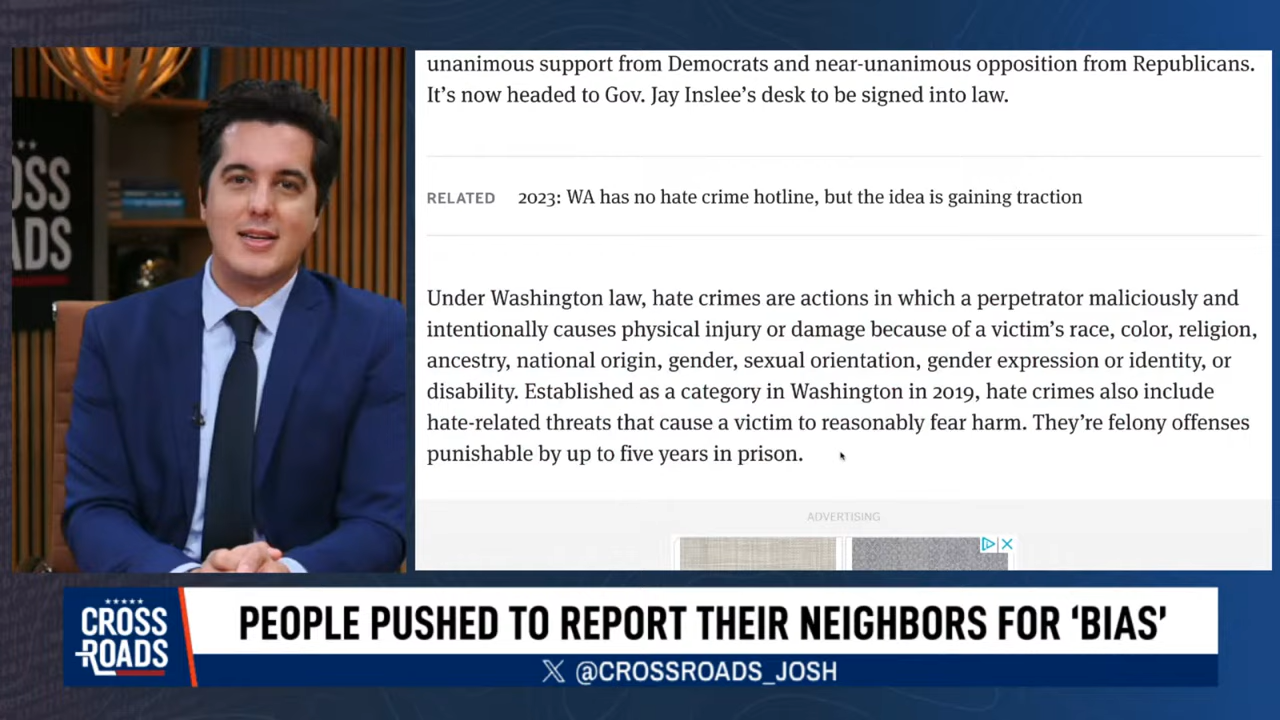 unanimous support from Democrats and near-unanimous opposition from Republicans.
It's now headed to Gov. Jay Inslee's desk to be signed into law.
RELATED 2023: WA has no hate crime hotline, but the idea is gaining traction
Under Washington law, hate crimes are actions in which a perpetrator maliciously and
intentionally causes physical injury or damage because of a victim's race, color, religion,
ancestry, national origin, gender, sexual orientation, gender expression or identity, or
disability. Established as a category in Washington in 2019, hate crimes also include
hate-related threats that cause a victim to reasonably fear harm. They're felony offenses
punishable by up to five years in prison.
ADVERTISING
OSS
ADS
CROSS
ROADS
PEOPLE PUSHED TO REPORT THEIR NEIGHBORS FOR 'BIAS'
@CROSSROADS_JOSH